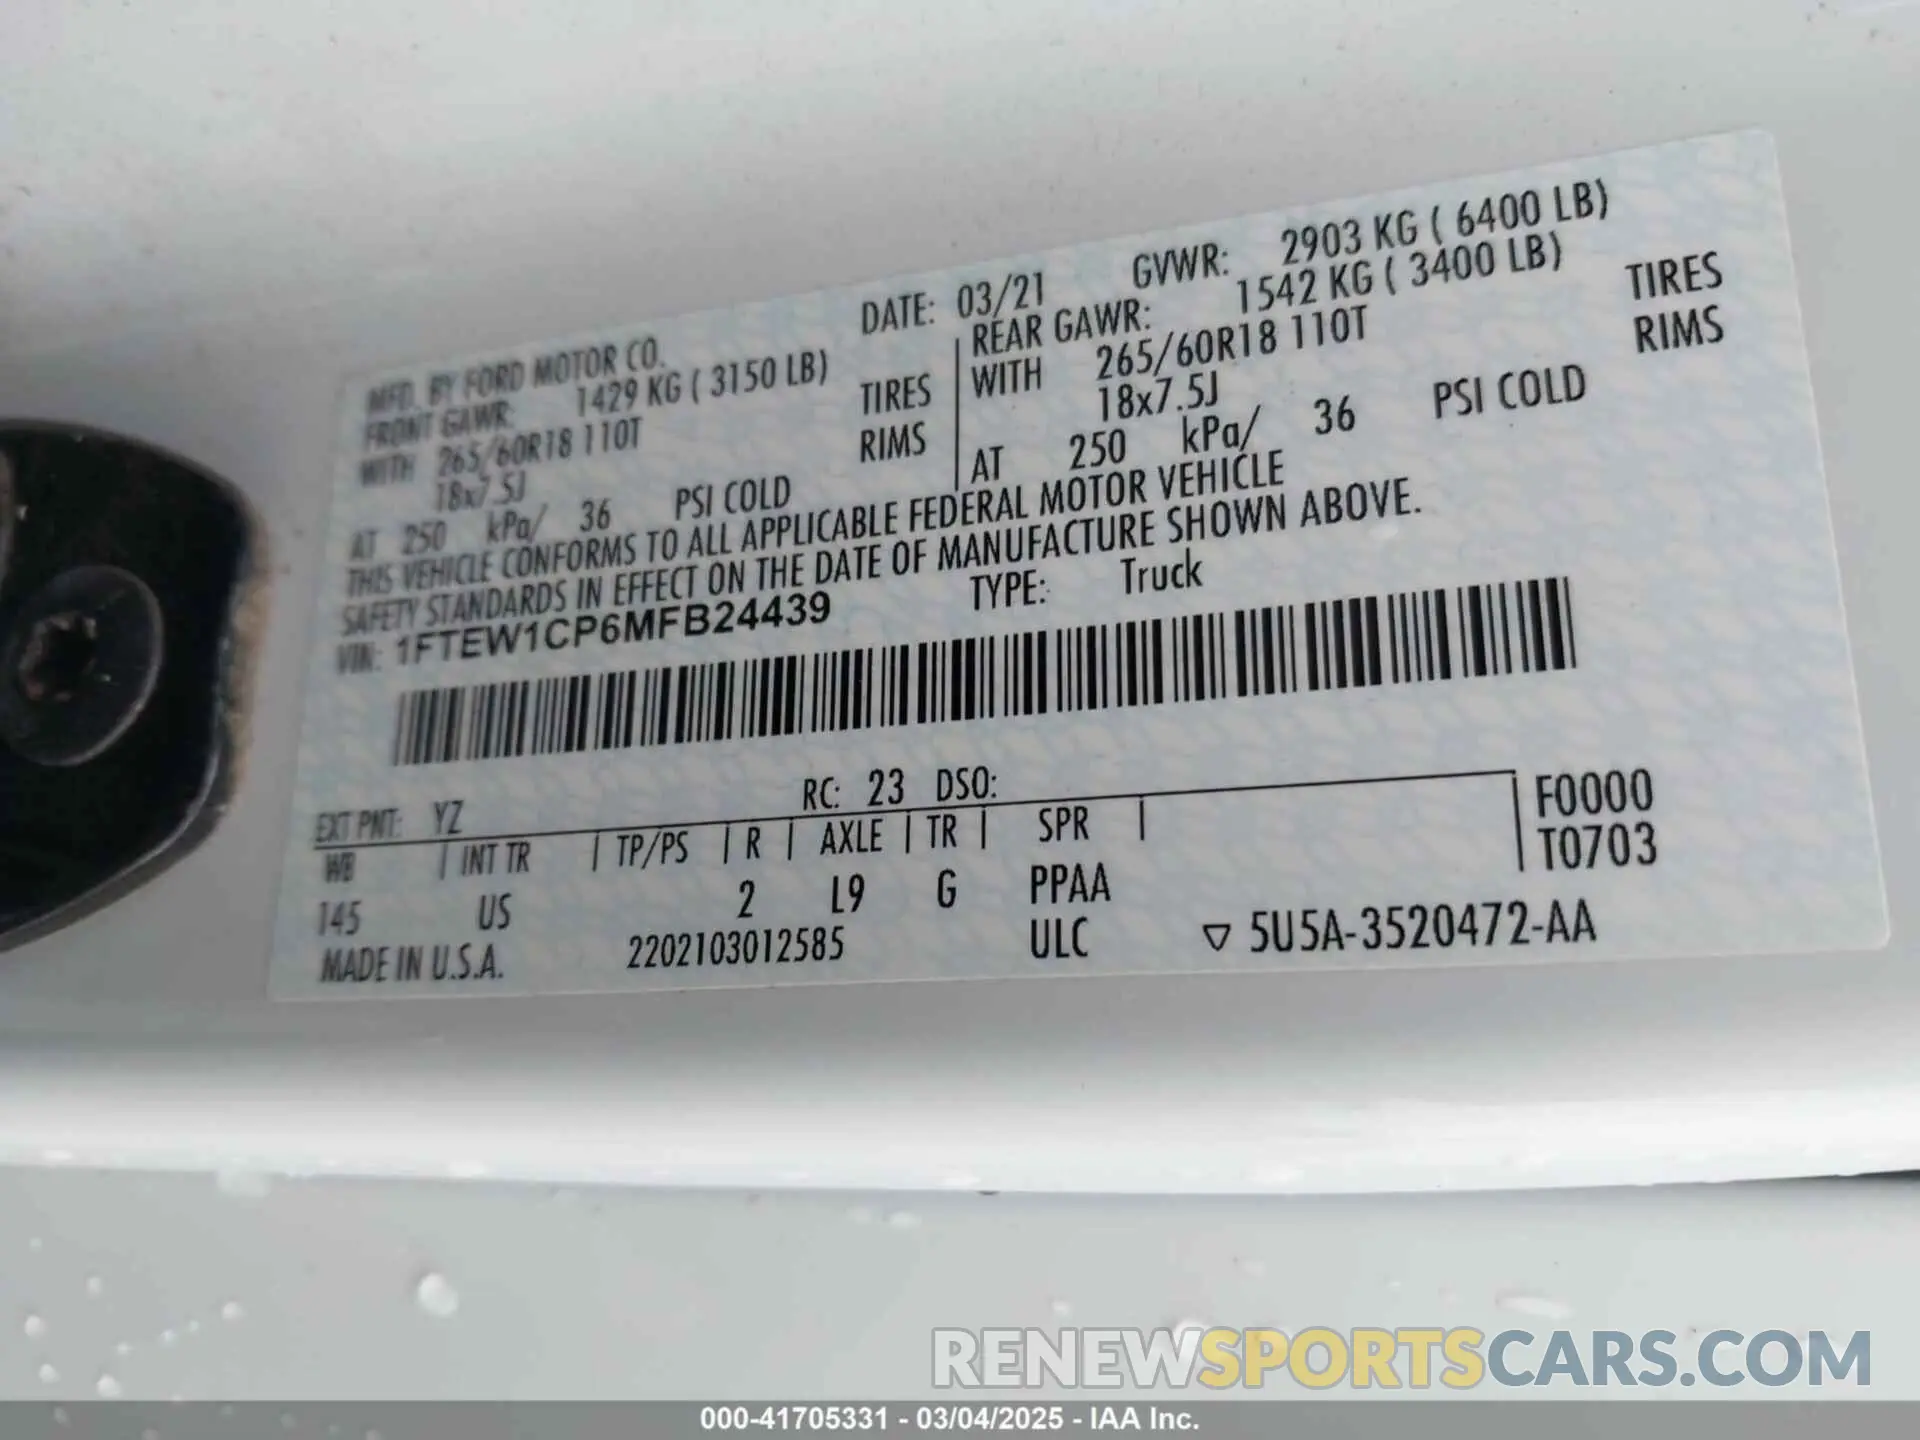 MFD. BY FORD MOTOR CO. DATE: 03/21 GVWR: 2903 KG ( 6400 LB)
FRONT GAWR: 1429 KG ( 3150 LB) REAR GAWR: 1542 KG ( 3400 LB)
WITH 265/60R18 110T TIRES WITH 265/60R18 110T TIRES
18x7.5J RIMS 18x7.5J RIMS
AT 250 kPa/ 36 PSI COLD AT 250 kPa/ 36 PSI COLD
THIS VEHICLE CONFORMS TO ALL APPLICABLE FEDERAL MOTOR VEHICLE
SAFETY STANDARDS IN EFFECT ON THE DATE OF MANUFACTURE SHOWN ABOVE.
VIN: 1FTEW1CP6MFB24439 TYPE: Truck
EXT PNT: YZ RC: 23 DSO: F0000
WB | INT TR | TP/PS | R | AXLE | TR | SPR | T0703
145 US 2 L9 G PPAA
MADE IN U.S.A. 2202103012585 ULC ▽ 5U5A-3520472-AA
RENEWSPORTSCARS.COM
000-41705331 - 03/04/2025 - IAA Inc.